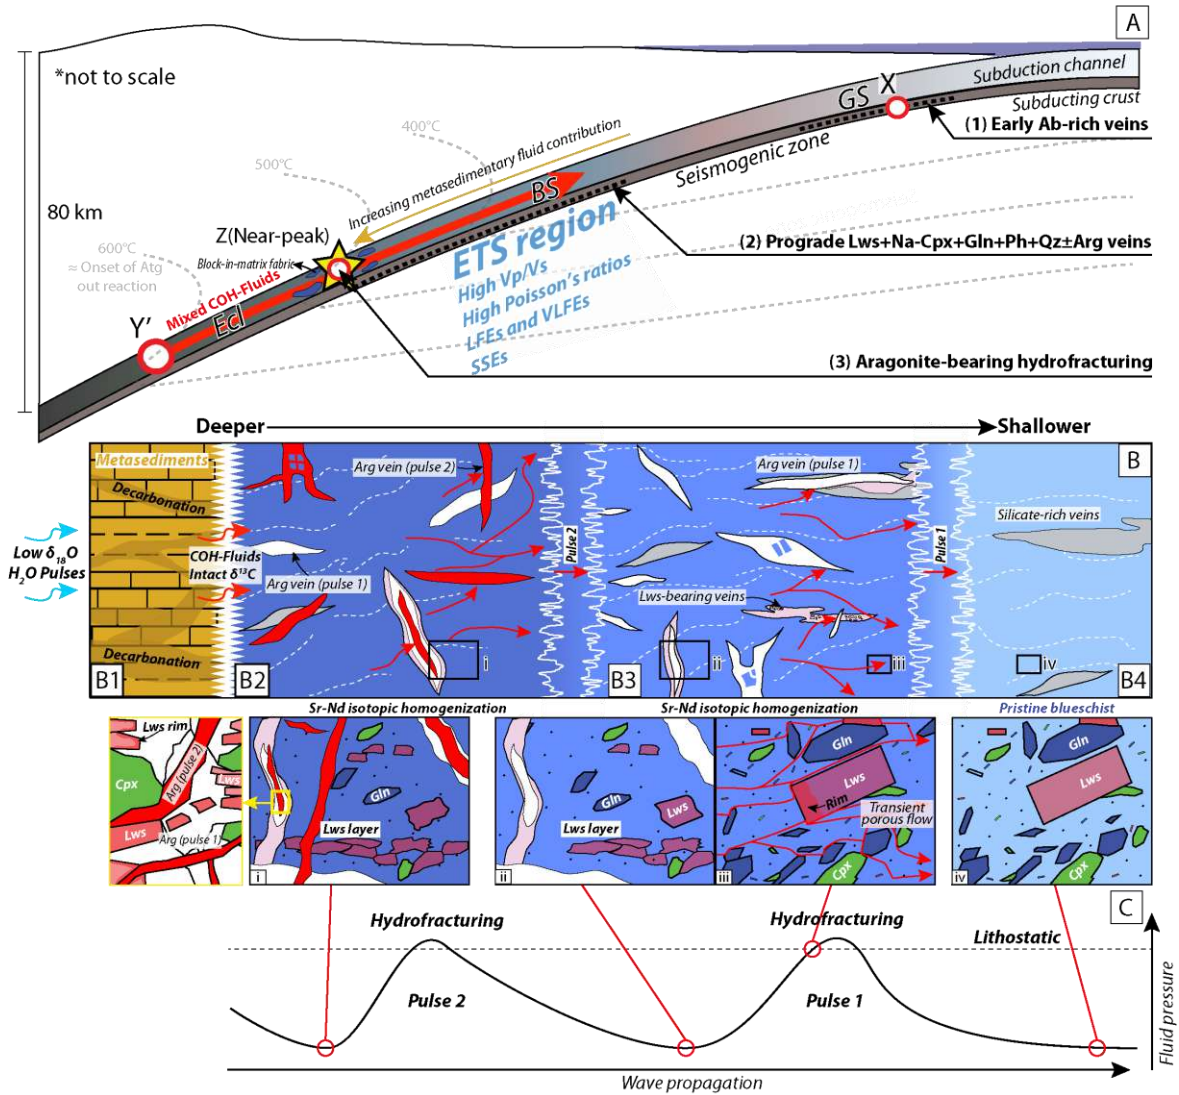 A
*not to scale
Subduction channel
GS
X
Subducting crust
(1) Early Ab-rich veins
400°C
Increasing metasedimentary fluid contribution
Seismogenic zone
500°C
BS
80 km
Z(Near-peak)
ETS region
(2) Prograde Lws+Na-Cpx+Gln+Ph+Qz±Arg veins
600°C
≈ Onset of Atg
out reaction
Block-in-matrix fabric
High Vp/Vs
Mixed COH-Fluids
High Poisson's ratios
Ecl
LFEs and VLFEs
Y'
SSEs
(3) Aragonite-bearing hydrofracturing
Deeper
Shallower
Metasediments
B
Arg vein (pulse 2)
Arg vein (pulse 1)
Decarbonation
Silicate-rich veins
Low δ18O
H2O Pulses
COH-Fluids
Intact δ¹³C
Pulse 2
Pulse 1
Arg vein (pulse 1)
Lws-bearing veins
Decarbonation
i
ii
iii
iv
B1
B2
B3
B4
Sr-Nd isotopic homogenization
Sr-Nd isotopic homogenization
Pristine blueschist
Lws rim
Cpx
Arg (pulse 2)
Lws
Lws
Arg (pulse 1)
Gln
Lws layer
i
Gln
Lws
Lws layer
ii
Gln
Lws
Rim
Transient
porous flow
Cpx
iii
Gln
Lws
Cpx
iv
C
Hydrofracturing
Hydrofracturing
Lithostatic
Pulse 2
Pulse 1
Fluid pressure
Wave propagation